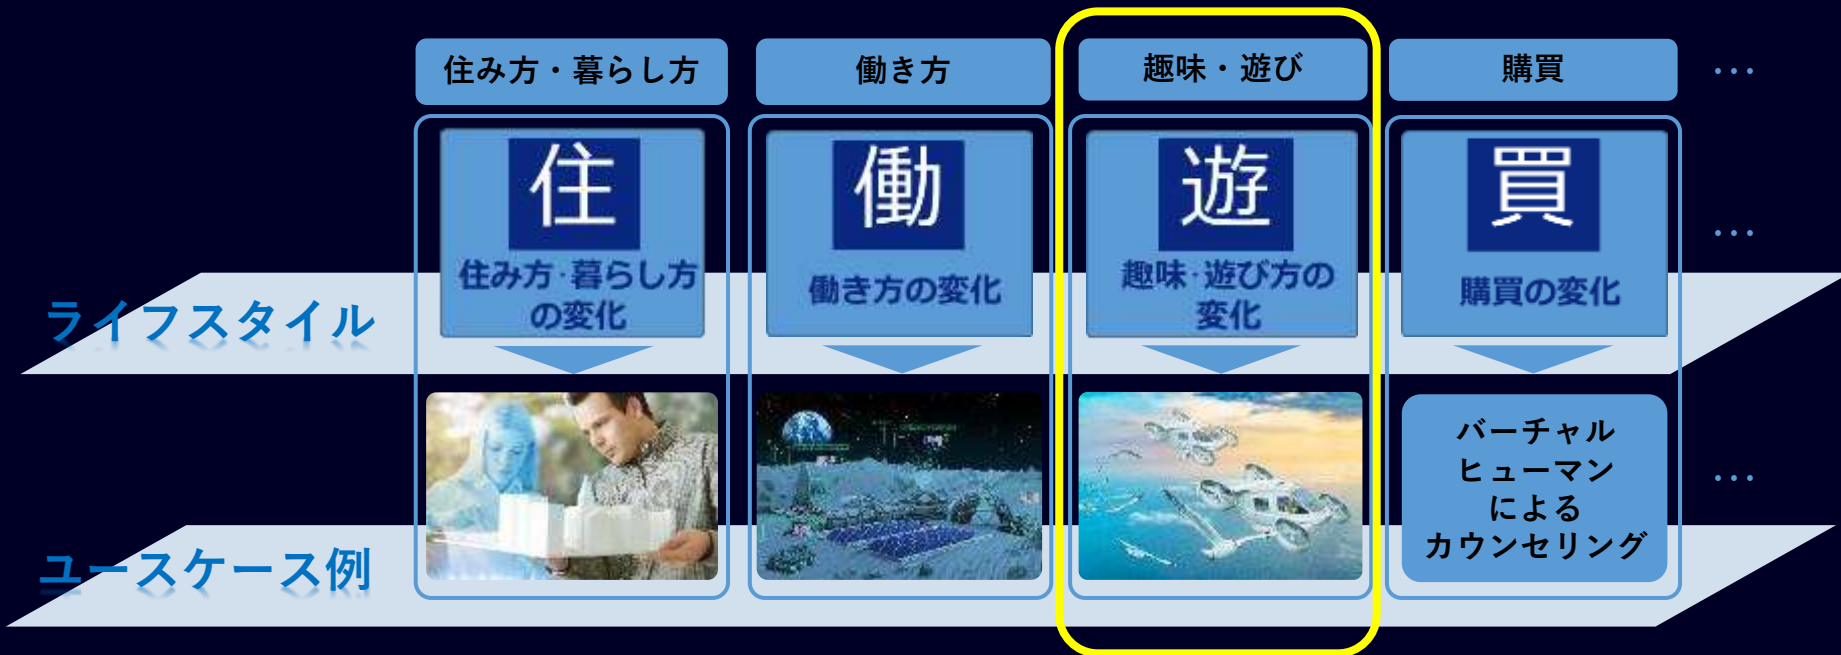 住み方・暮らし方
働き方
趣味・遊び
購買
…
住
働
遊
買
…
住み方・暮らし方
の変化
働き方の変化
趣味・遊び方の
変化
購買の変化
ライフスタイル
バーチャル
ヒューマン
による
カウンセリング
…
ユースケース例